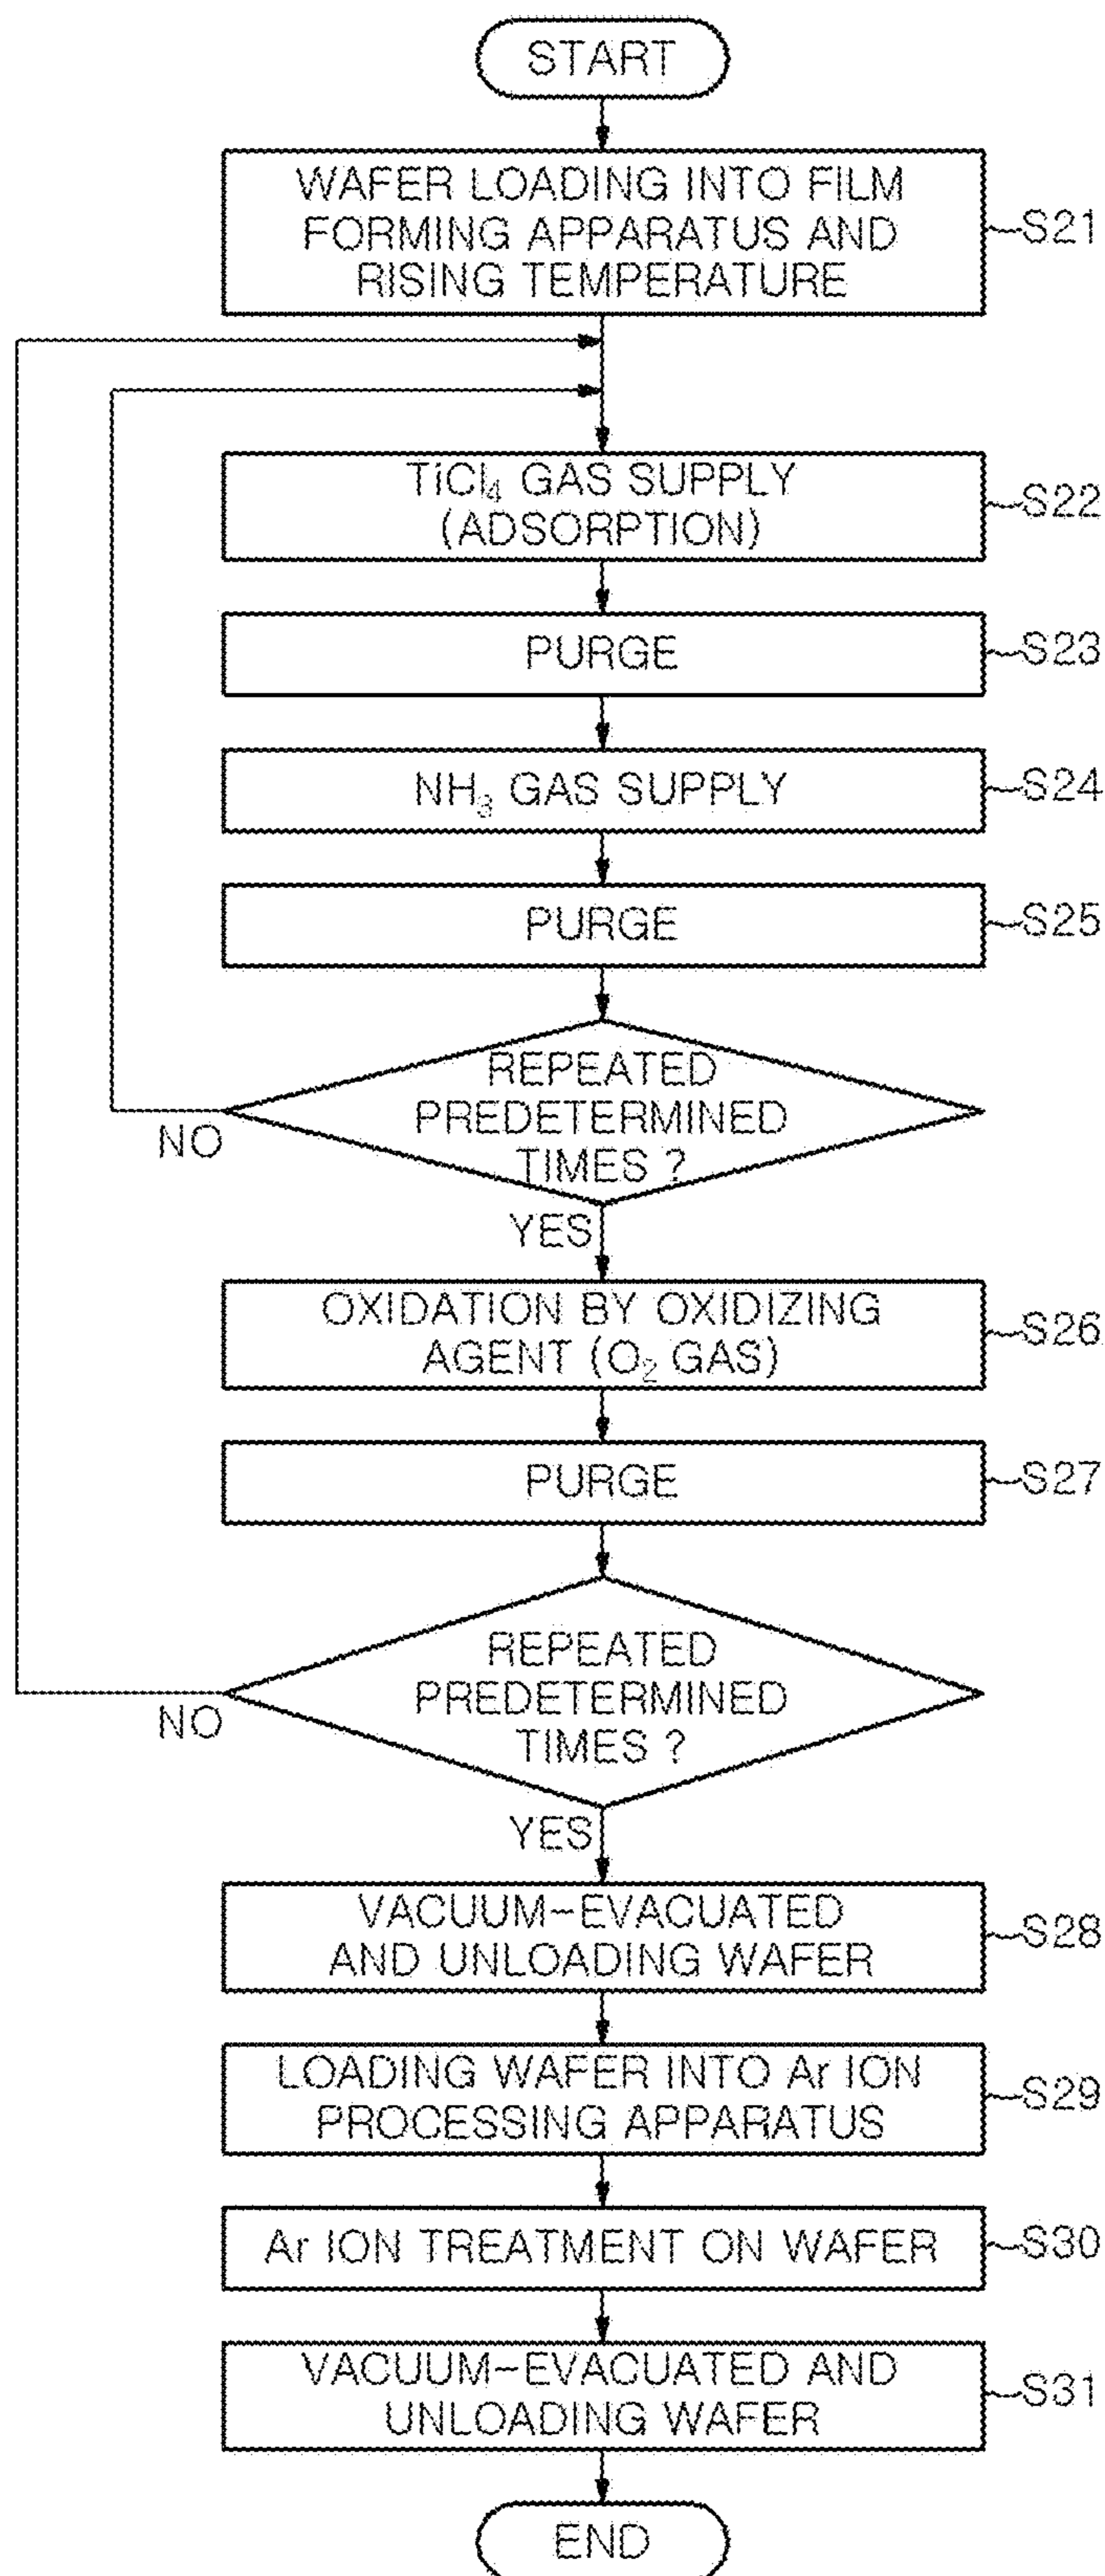 START
WAFER LOADING INTO FILM
FORMING APPARATUS AND
RISING TEMPERATURE
S21
TiCl₄ GAS SUPPLY
(ADSORPTION)
S22
PURGE
S23
NH₃ GAS SUPPLY
S24
PURGE
S25
REPEATED
PREDETERMINED
TIMES ?
NO
YES
OXIDATION BY OXIDIZING
AGENT (O₂ GAS)
S26
PURGE
S27
REPEATED
PREDETERMINED
TIMES ?
NO
YES
VACUUM-EVACUATED
AND UNLOADING WAFER
S28
LOADING WAFER INTO Ar ION
PROCESSING APPARATUS
S29
Ar ION TREATMENT ON WAFER
S30
VACUUM-EVACUATED AND
UNLOADING WAFER
S31
END